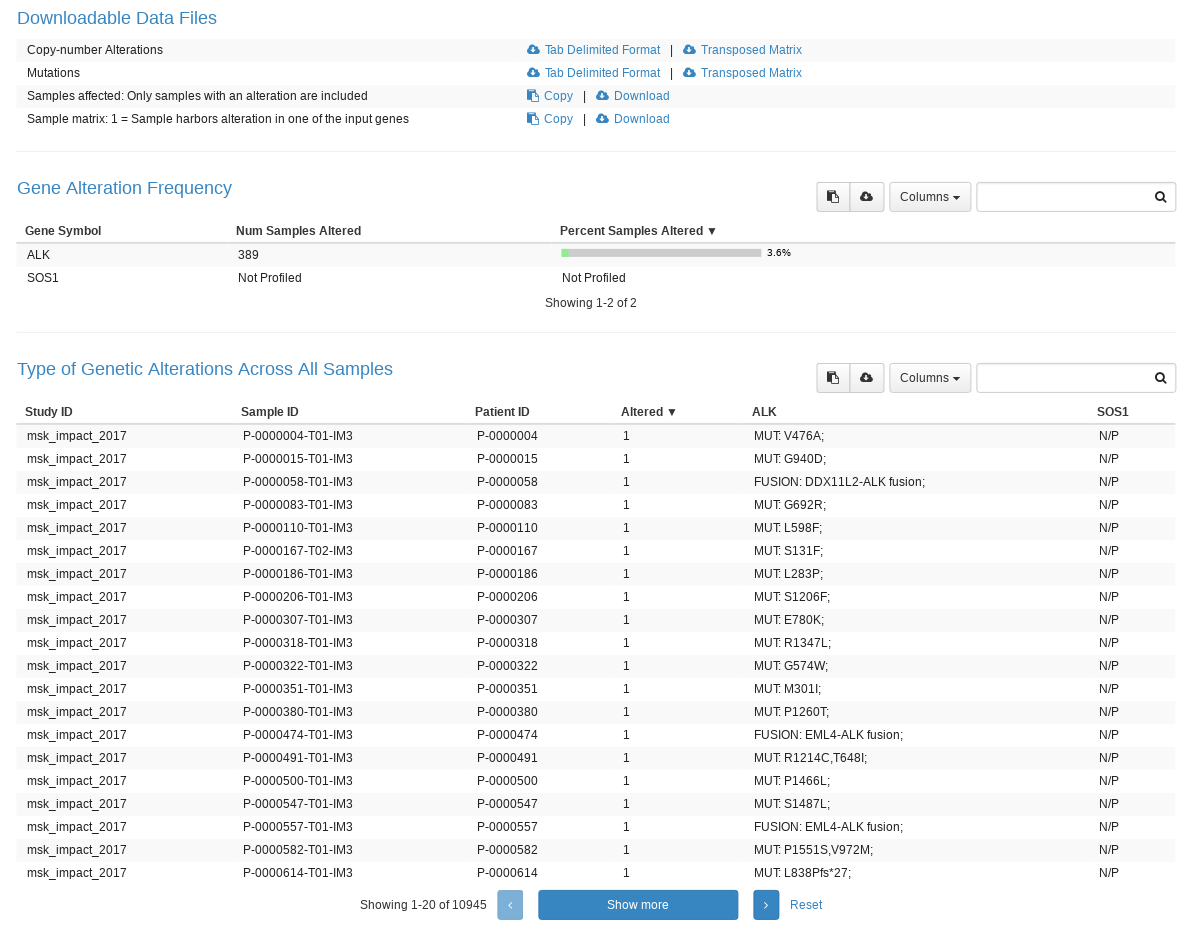 Downloadable Data Files
Copy-number Alterations Tab Delimited Format | Transposed Matrix
Mutations Tab Delimited Format | Transposed Matrix
Samples affected: Only samples with an alteration are included Copy | Download
Sample matrix: 1 = Sample harbors alteration in one of the input genes Copy | Download
Gene Alteration Frequency Columns
Gene Symbol Num Samples Altered Percent Samples Altered ▼
ALK 389 3.6%
SOS1 Not Profiled Not Profiled
Showing 1-2 of 2
Type of Genetic Alterations Across All Samples Columns
Study ID Sample ID Patient ID Altered ▼ ALK SOS1
msk_impact_2017 P-0000004-T01-IM3 P-0000004 1 MUT: V476A; N/P
msk_impact_2017 P-0000015-T01-IM3 P-0000015 1 MUT: G940D; N/P
msk_impact_2017 P-0000058-T01-IM3 P-0000058 1 FUSION: DDX11L2-ALK fusion; N/P
msk_impact_2017 P-0000083-T01-IM3 P-0000083 1 MUT: G692R; N/P
msk_impact_2017 P-0000110-T01-IM3 P-0000110 1 MUT: L598F; N/P
msk_impact_2017 P-0000167-T02-IM3 P-0000167 1 MUT: S131F; N/P
msk_impact_2017 P-0000186-T01-IM3 P-0000186 1 MUT: L283P; N/P
msk_impact_2017 P-0000206-T01-IM3 P-0000206 1 MUT: S1206F; N/P
msk_impact_2017 P-0000307-T01-IM3 P-0000307 1 MUT: E780K; N/P
msk_impact_2017 P-0000318-T01-IM3 P-0000318 1 MUT: R1347L; N/P
msk_impact_2017 P-0000322-T01-IM3 P-0000322 1 MUT: G574W; N/P
msk_impact_2017 P-0000351-T01-IM3 P-0000351 1 MUT: M301I; N/P
msk_impact_2017 P-0000380-T01-IM3 P-0000380 1 MUT: P1260T; N/P
msk_impact_2017 P-0000474-T01-IM3 P-0000474 1 FUSION: EML4-ALK fusion; N/P
msk_impact_2017 P-0000491-T01-IM3 P-0000491 1 MUT: R1214C,T648I; N/P
msk_impact_2017 P-0000500-T01-IM3 P-0000500 1 MUT: P1466L; N/P
msk_impact_2017 P-0000547-T01-IM3 P-0000547 1 MUT: S1487L; N/P
msk_impact_2017 P-0000557-T01-IM3 P-0000557 1 FUSION: EML4-ALK fusion; N/P
msk_impact_2017 P-0000582-T01-IM3 P-0000582 1 MUT: P1551S,V972M; N/P
msk_impact_2017 P-0000614-T01-IM3 P-0000614 1 MUT: L838Pfs*27; N/P
Showing 1-20 of 10945 ‹ Show more › Reset